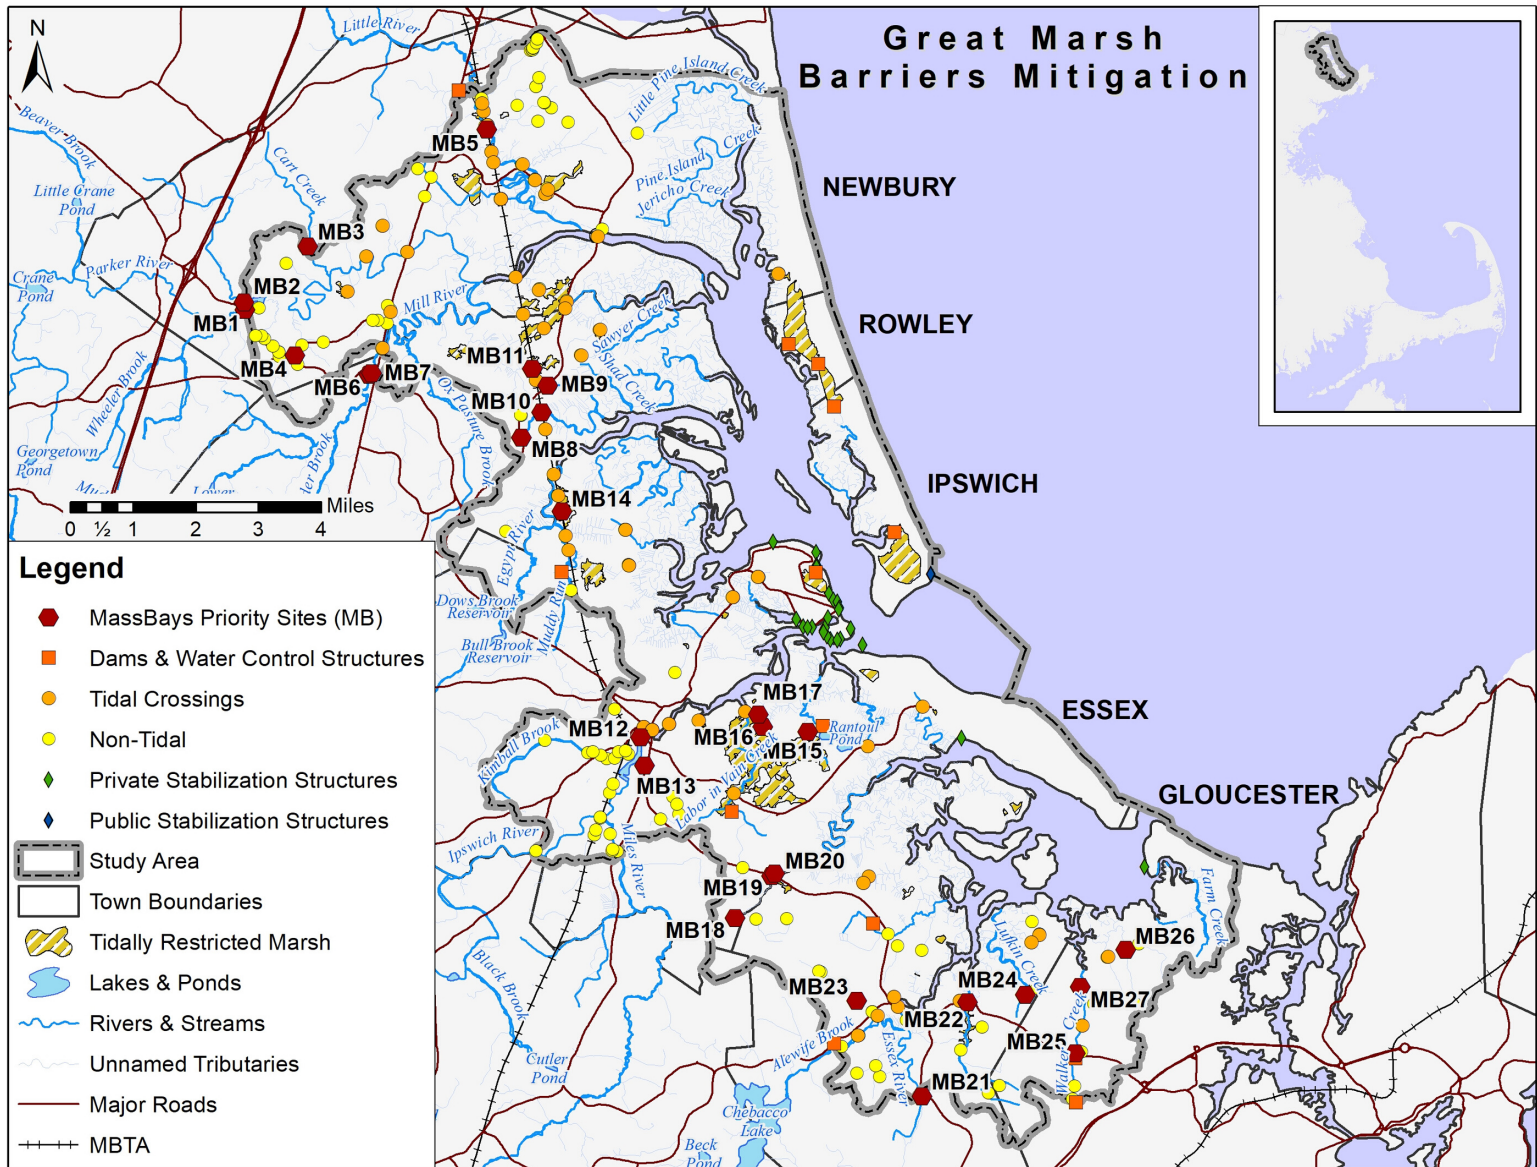 Great Marsh
Barriers Mitigation
N
Little River
Beaver Brook
Little Crane
Pond
Cart Creek
Crane
Pond
Parker River
Little Pine Island Creek
Pine Island Creek
Jericho Creek
MB5
NEWBURY
MB3
MB2
MB1
MB4
Mill River
ROWLEY
Sawyer Creek
Shad Creek
MB11
MB9
MB10
MB6
MB7
MB8
Wheeler Brook
Ox Pasture Brook
Georgetown
Pond
Lower
IPSWICH
MB14
0 ½ 1 2 3 4 Miles
Egypt River
Dows Brook
Reservoir
Muddy Run
Bull Brook
Reservoir
ESSEX
MB17
MB12
MB16
MB15
Rantoul
Pond
Kimball Brook
MB13
Labor in Vain Creek
GLOUCESTER
Ipswich River
Miles River
MB20
MB19
MB18
Farm Creek
MB26
Lufkin Creek
Black Brook
MB23
MB24
MB27
MB22
MB25
Walker Creek
Alewife Brook
Essex River
Cutler
Pond
MB21
Chebacco
Lake
Beck
Pond
Legend
MassBays Priority Sites (MB)
Dams & Water Control Structures
Tidal Crossings
Non-Tidal
Private Stabilization Structures
Public Stabilization Structures
Study Area
Town Boundaries
Tidally Restricted Marsh
Lakes & Ponds
Rivers & Streams
Unnamed Tributaries
Major Roads
MBTA